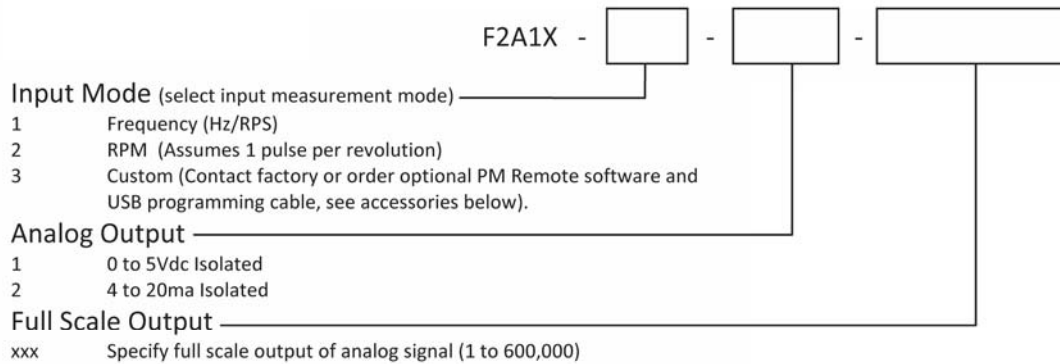 F2A1X - - -
Input Mode (select input measurement mode)
1 Frequency (Hz/RPS)
2 RPM (Assumes 1 pulse per revolution)
3 Custom (Contact factory or order optional PM Remote software and
USB programming cable, see accessories below).
Analog Output
1 0 to 5Vdc Isolated
2 4 to 20ma Isolated
Full Scale Output
xxx Specify full scale output of analog signal (1 to 600,000)